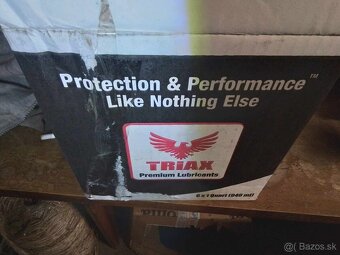 Protection & Performance™
Like Nothing Else
TRIAX
Premium Lubricants
6 x 1 Quart (946 ml)
© Bazos.sk